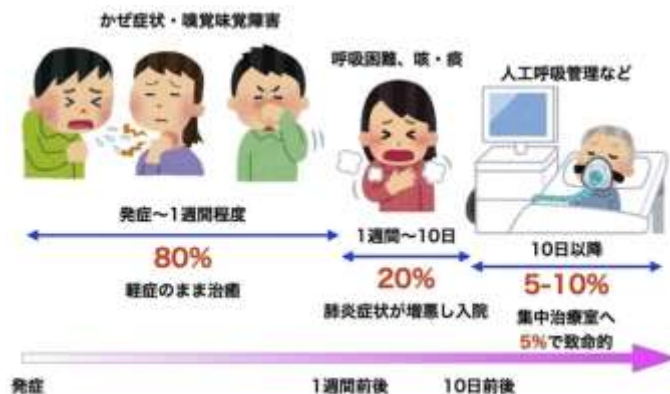 かぜ症状・嗅覚味覚障害
呼吸困難、咳・痰
人工呼吸管理など
発症〜1週間程度
80%
軽症のまま治癒
1週間〜10日
20%
肺炎症状が増悪し入院
10日以降
5-10%
集中治療室へ
5%で致命的
発症
1週間前後
10日前後